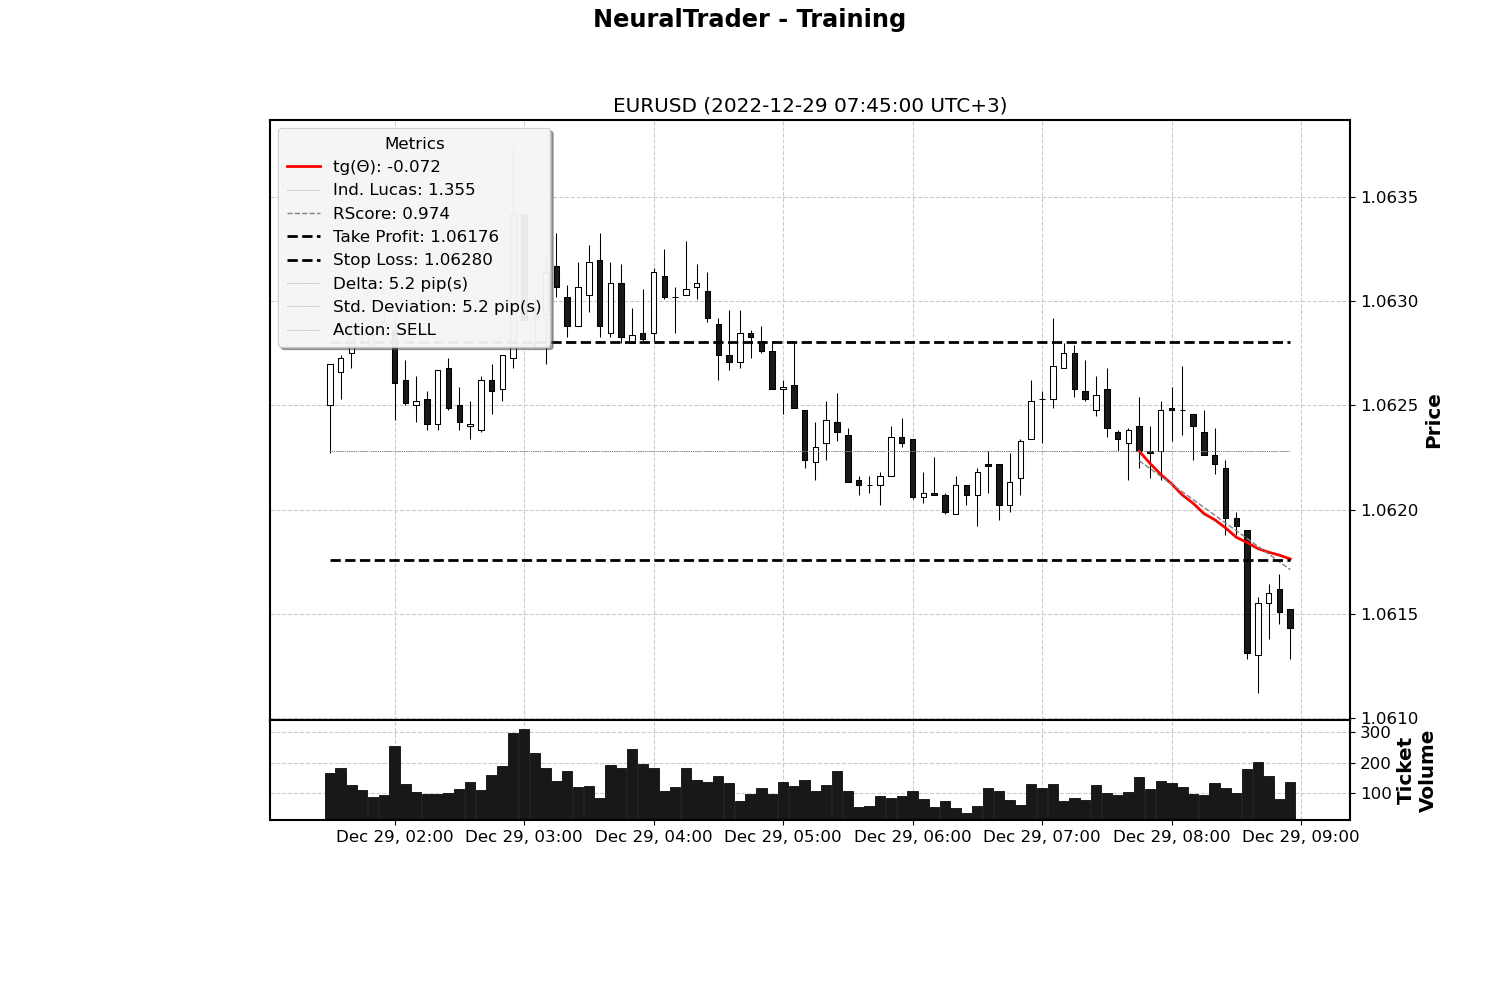 NeuralTrader - Training
EURUSD (2022-12-29 07:45:00 UTC+3)
Metrics
tg(Θ): -0.072
Ind. Lucas: 1.355
RScore: 0.974
Take Profit: 1.06176
Stop Loss: 1.06280
Delta: 5.2 pip(s)
Std. Deviation: 5.2 pip(s)
Action: SELL
1.0635
1.0630
1.0625
1.0620
1.0615
1.0610
Price
300
200
100
Ticket
Volume
Dec 29, 02:00 Dec 29, 03:00 Dec 29, 04:00 Dec 29, 05:00 Dec 29, 06:00 Dec 29, 07:00 Dec 29, 08:00 Dec 29, 09:00